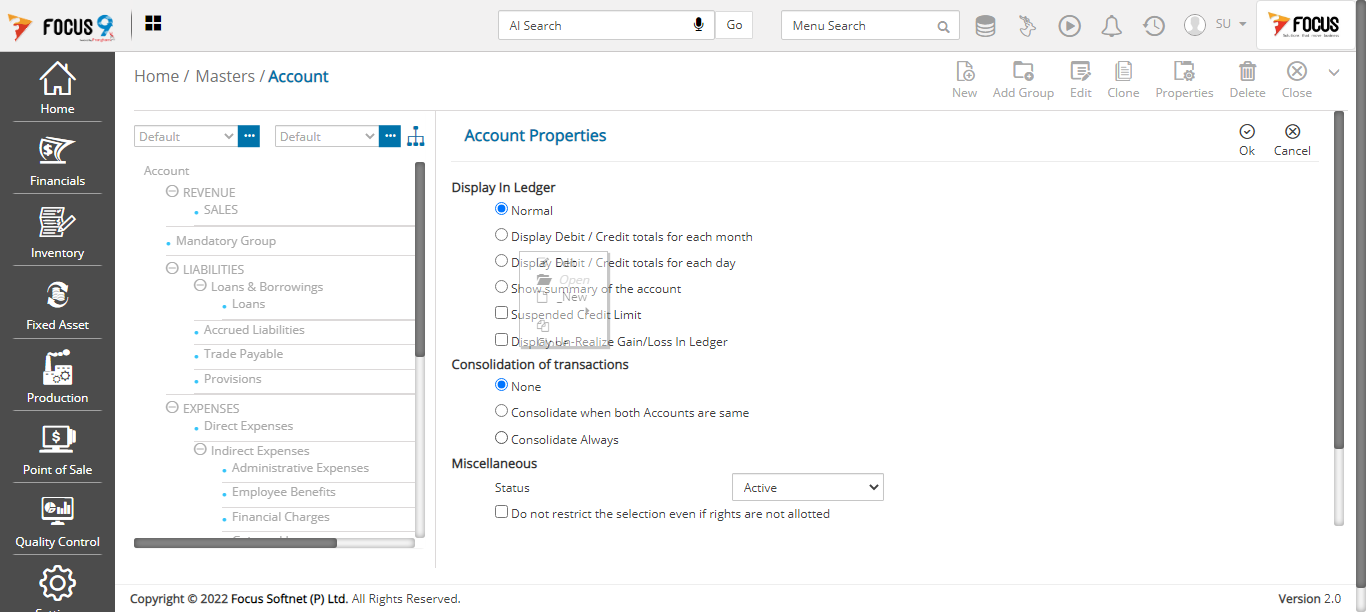 FOCUS 9
AI Search
Go
Menu Search
SU
FOCUS
Home / Masters / Account
New
Add Group
Edit
Clone
Properties
Delete
Close
Home
Financials
Inventory
Fixed Asset
Production
Point of Sale
Quality Control
Default
Default
Account
REVENUE
SALES
Mandatory Group
LIABILITIES
Loans & Borrowings
Loans
Accrued Liabilities
Trade Payable
Provisions
EXPENSES
Direct Expenses
Indirect Expenses
Administrative Expenses
Employee Benefits
Financial Charges
Account Properties
Ok
Cancel
Display In Ledger
Normal
Display Debit / Credit totals for each month
Display Debit / Credit totals for each day
Open
Show summary of the account
_New
Suspended Credit Limit
Display Un-Realize Gain/Loss In Ledger
Consolidation of transactions
None
Consolidate when both Accounts are same
Consolidate Always
Miscellaneous
Status
Active
Do not restrict the selection even if rights are not allotted
Copyright © 2022 Focus Softnet (P) Ltd. All Rights Reserved.
Version 2.0